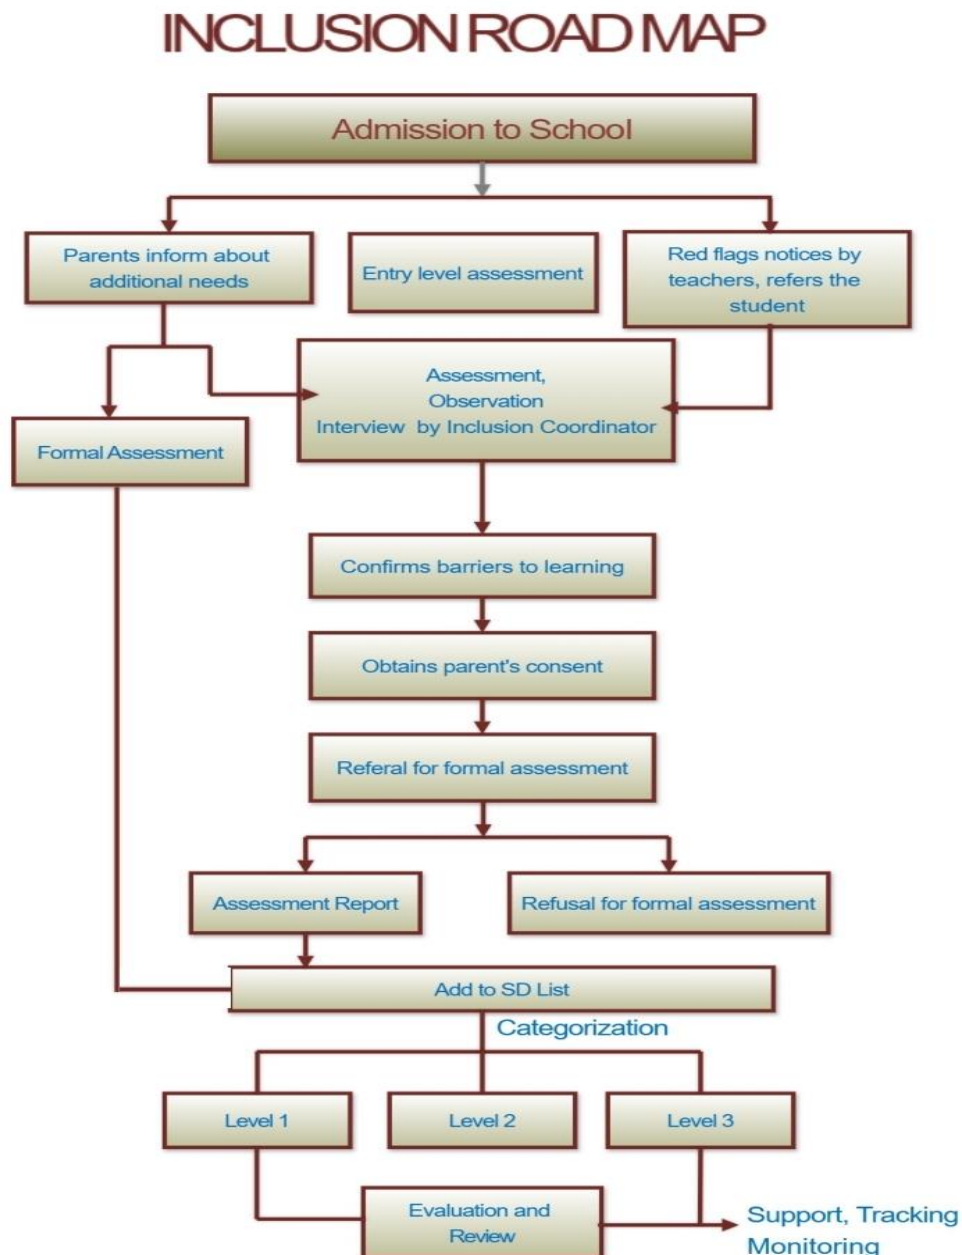 INCLUSION ROAD MAP
Admission to School
Parents inform about
additional needs
Entry level assessment
Red flags notices by
teachers, refers the
student
Assessment,
Observation
Interview by Inclusion Coordinator
Formal Assessment
Confirms barriers to learning
Obtains parent's consent
Referal for formal assessment
Assessment Report
Refusal for formal assessment
Add to SD List
Categorization
Level 1
Level 2
Level 3
Evaluation and
Review
Support, Tracking
Monitoring